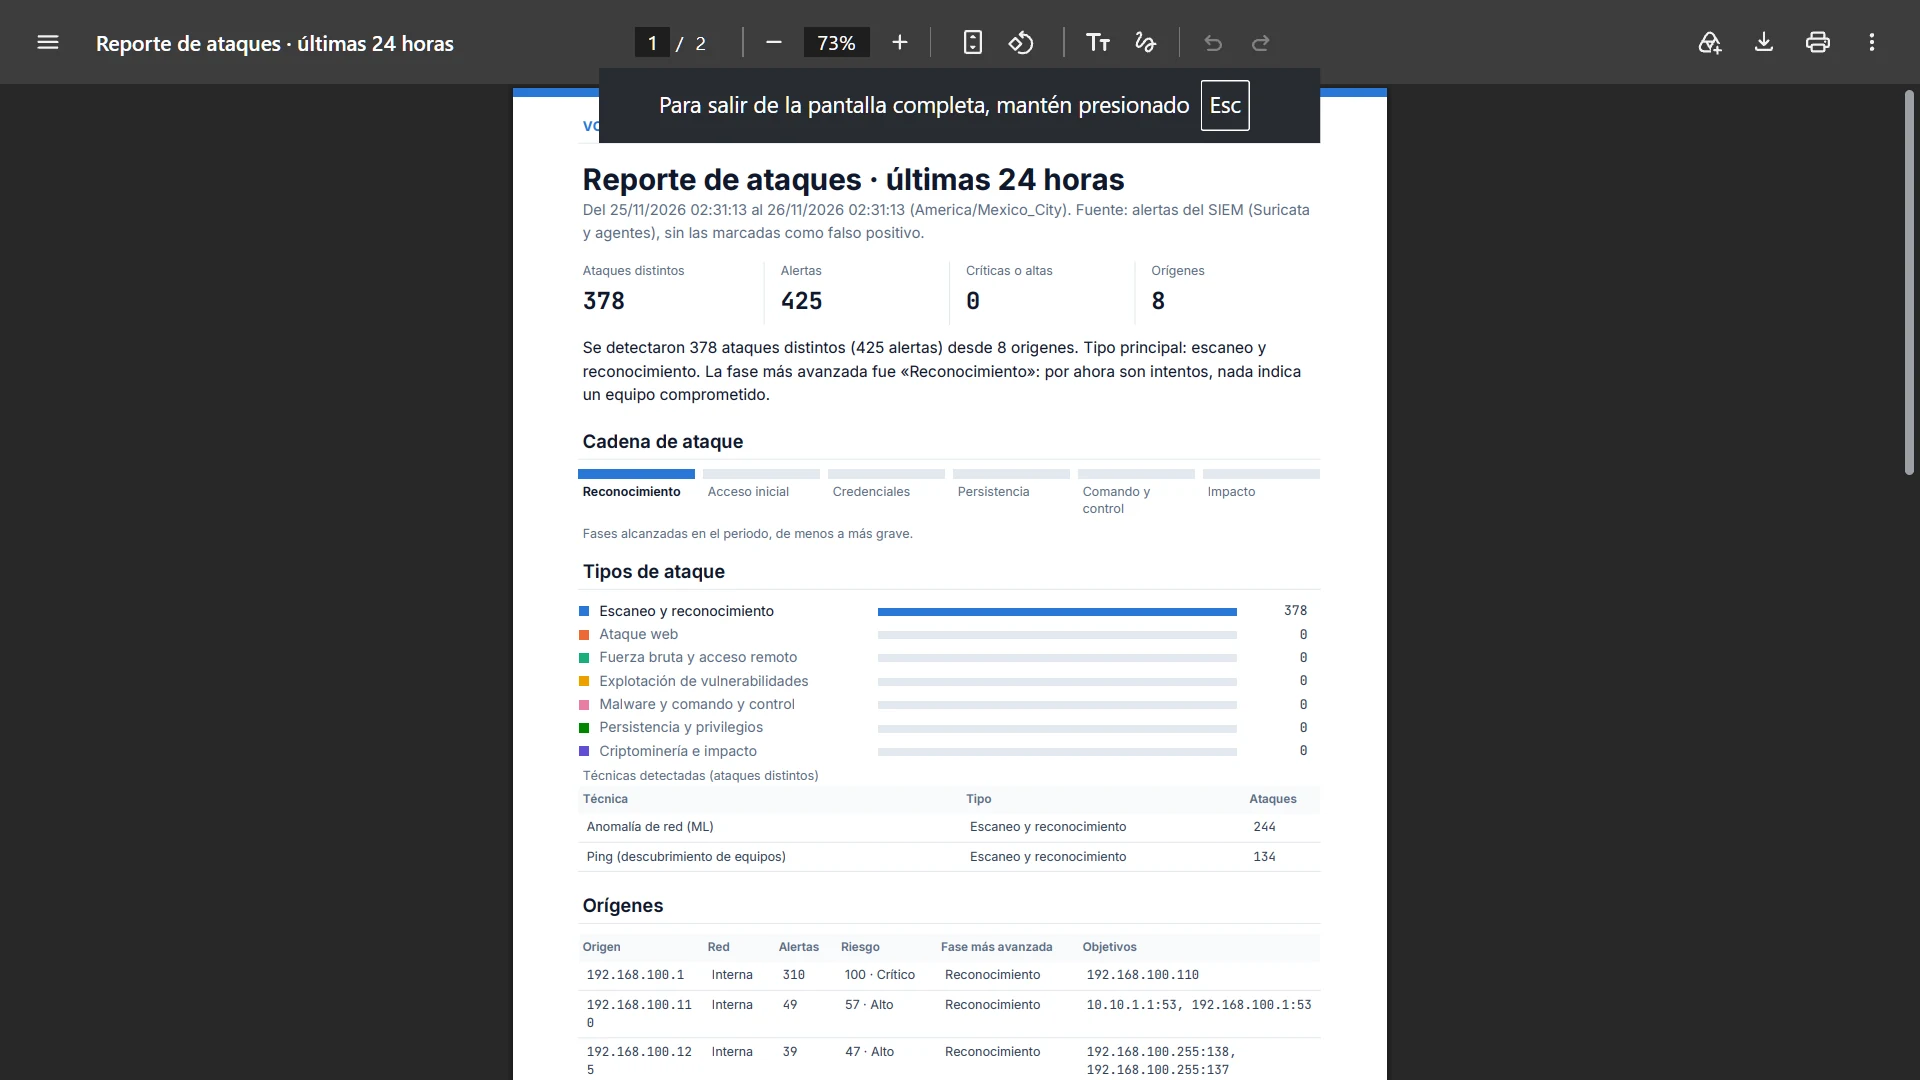 Reporte de ataques · últimas 24 horas
1 / 2
73%
Para salir de la pantalla completa, mantén presionado Esc
Reporte de ataques · últimas 24 horas
Del 25/11/2026 02:31:13 al 26/11/2026 02:31:13 (America/Mexico_City). Fuente: alertas del SIEM (Suricata
y agentes), sin las marcadas como falso positivo.
Ataques distintos
378
Alertas
425
Críticas o altas
0
Orígenes
8
Se detectaron 378 ataques distintos (425 alertas) desde 8 origenes. Tipo principal: escaneo y
reconocimiento. La fase más avanzada fue «Reconocimiento»: por ahora son intentos, nada indica
un equipo comprometido.
Cadena de ataque
Reconocimiento
Acceso inicial
Credenciales
Persistencia
Comando y
control
Impacto
Fases alcanzadas en el periodo, de menos a más grave.
Tipos de ataque
Escaneo y reconocimiento 378
Ataque web 0
Fuerza bruta y acceso remoto 0
Explotación de vulnerabilidades 0
Malware y comando y control 0
Persistencia y privilegios 0
Criptominería e impacto 0
Técnicas detectadas (ataques distintos)
Técnica Tipo Ataques
Anomalía de red (ML) Escaneo y reconocimiento 244
Ping (descubrimiento de equipos) Escaneo y reconocimiento 134
Orígenes
Origen Red Alertas Riesgo Fase más avanzada Objetivos
192.168.100.1 Interna 310 100 · Crítico Reconocimiento 192.168.100.110
192.168.100.11 Interna 49 57 · Alto Reconocimiento 10.10.1.1:53, 192.168.100.1:53
0
192.168.100.12 Interna 39 47 · Alto Reconocimiento 192.168.100.255:138,
5 192.168.100.255:137